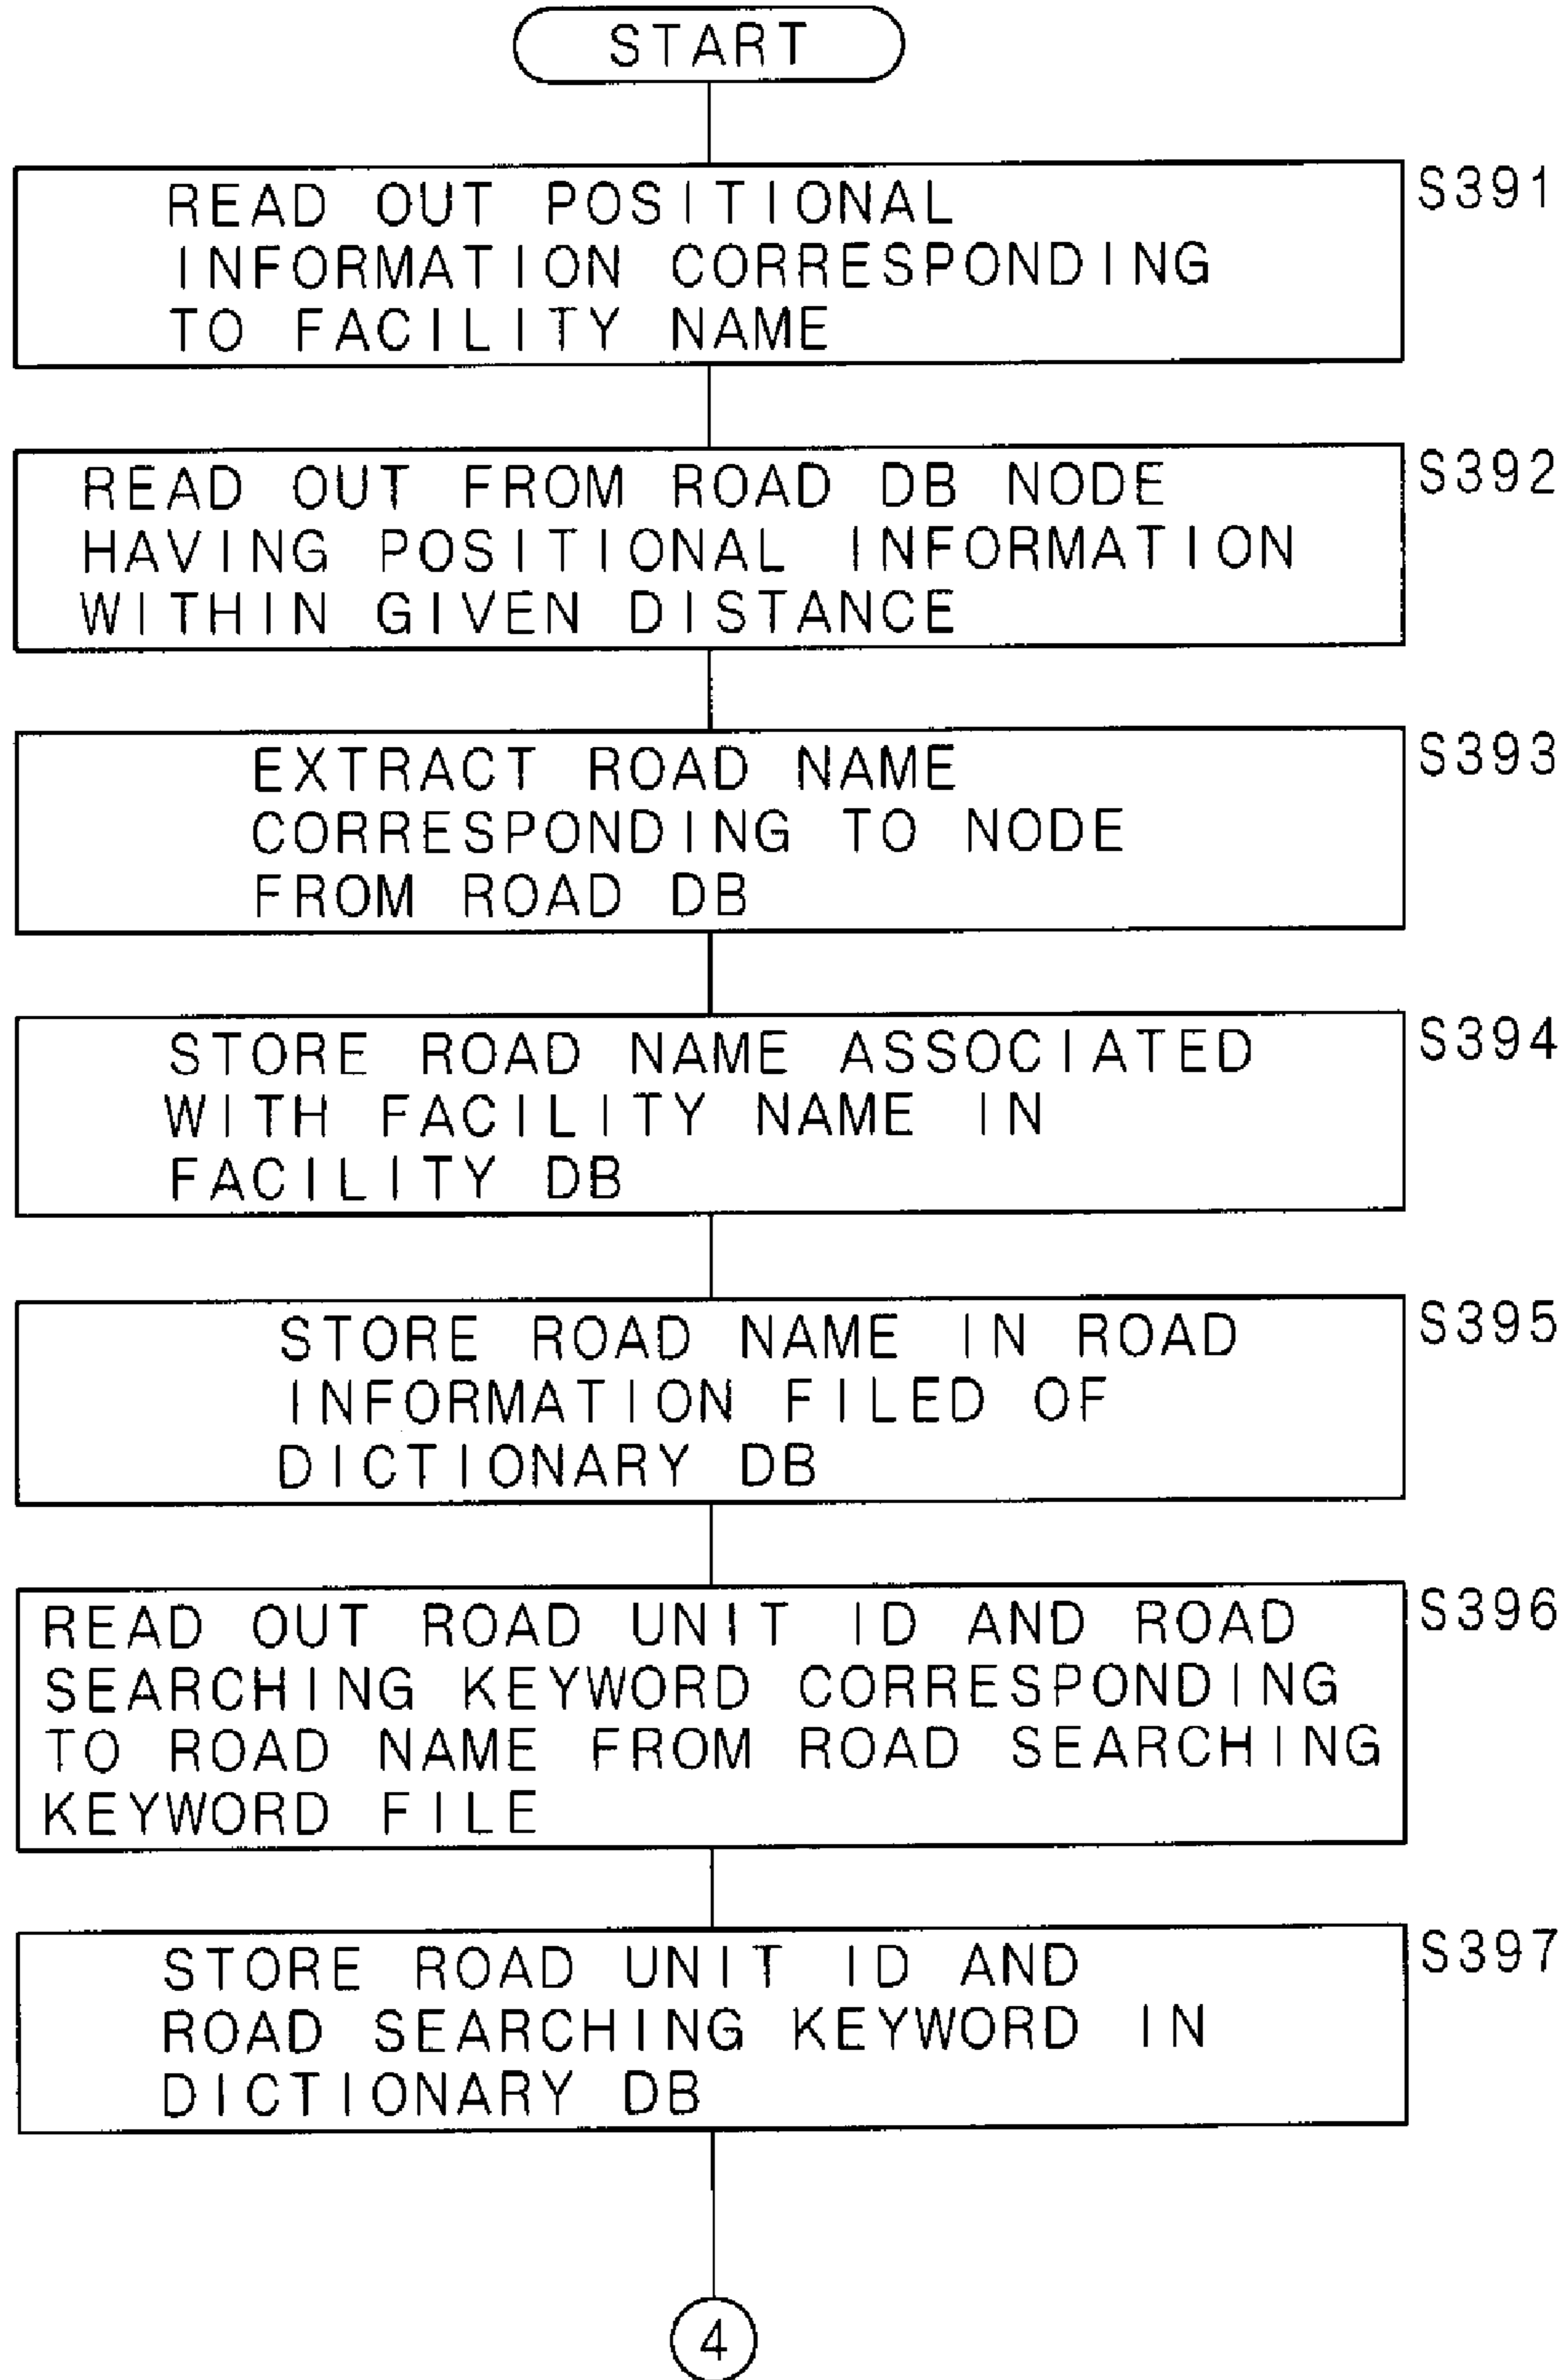 START
S391
READ OUT POSITIONAL
INFORMATION CORRESPONDING
TO FACILITY NAME
S392
READ OUT FROM ROAD DB NODE
HAVING POSITIONAL INFORMATION
WITHIN GIVEN DISTANCE
S393
EXTRACT ROAD NAME
CORRESPONDING TO NODE
FROM ROAD DB
S394
STORE ROAD NAME ASSOCIATED
WITH FACILITY NAME IN
FACILITY DB
S395
STORE ROAD NAME IN ROAD
INFORMATION FILED OF
DICTIONARY DB
S396
READ OUT ROAD UNIT ID AND ROAD
SEARCHING KEYWORD CORRESPONDING
TO ROAD NAME FROM ROAD SEARCHING
KEYWORD FILE
S397
STORE ROAD UNIT ID AND
ROAD SEARCHING KEYWORD IN
DICTIONARY DB
4